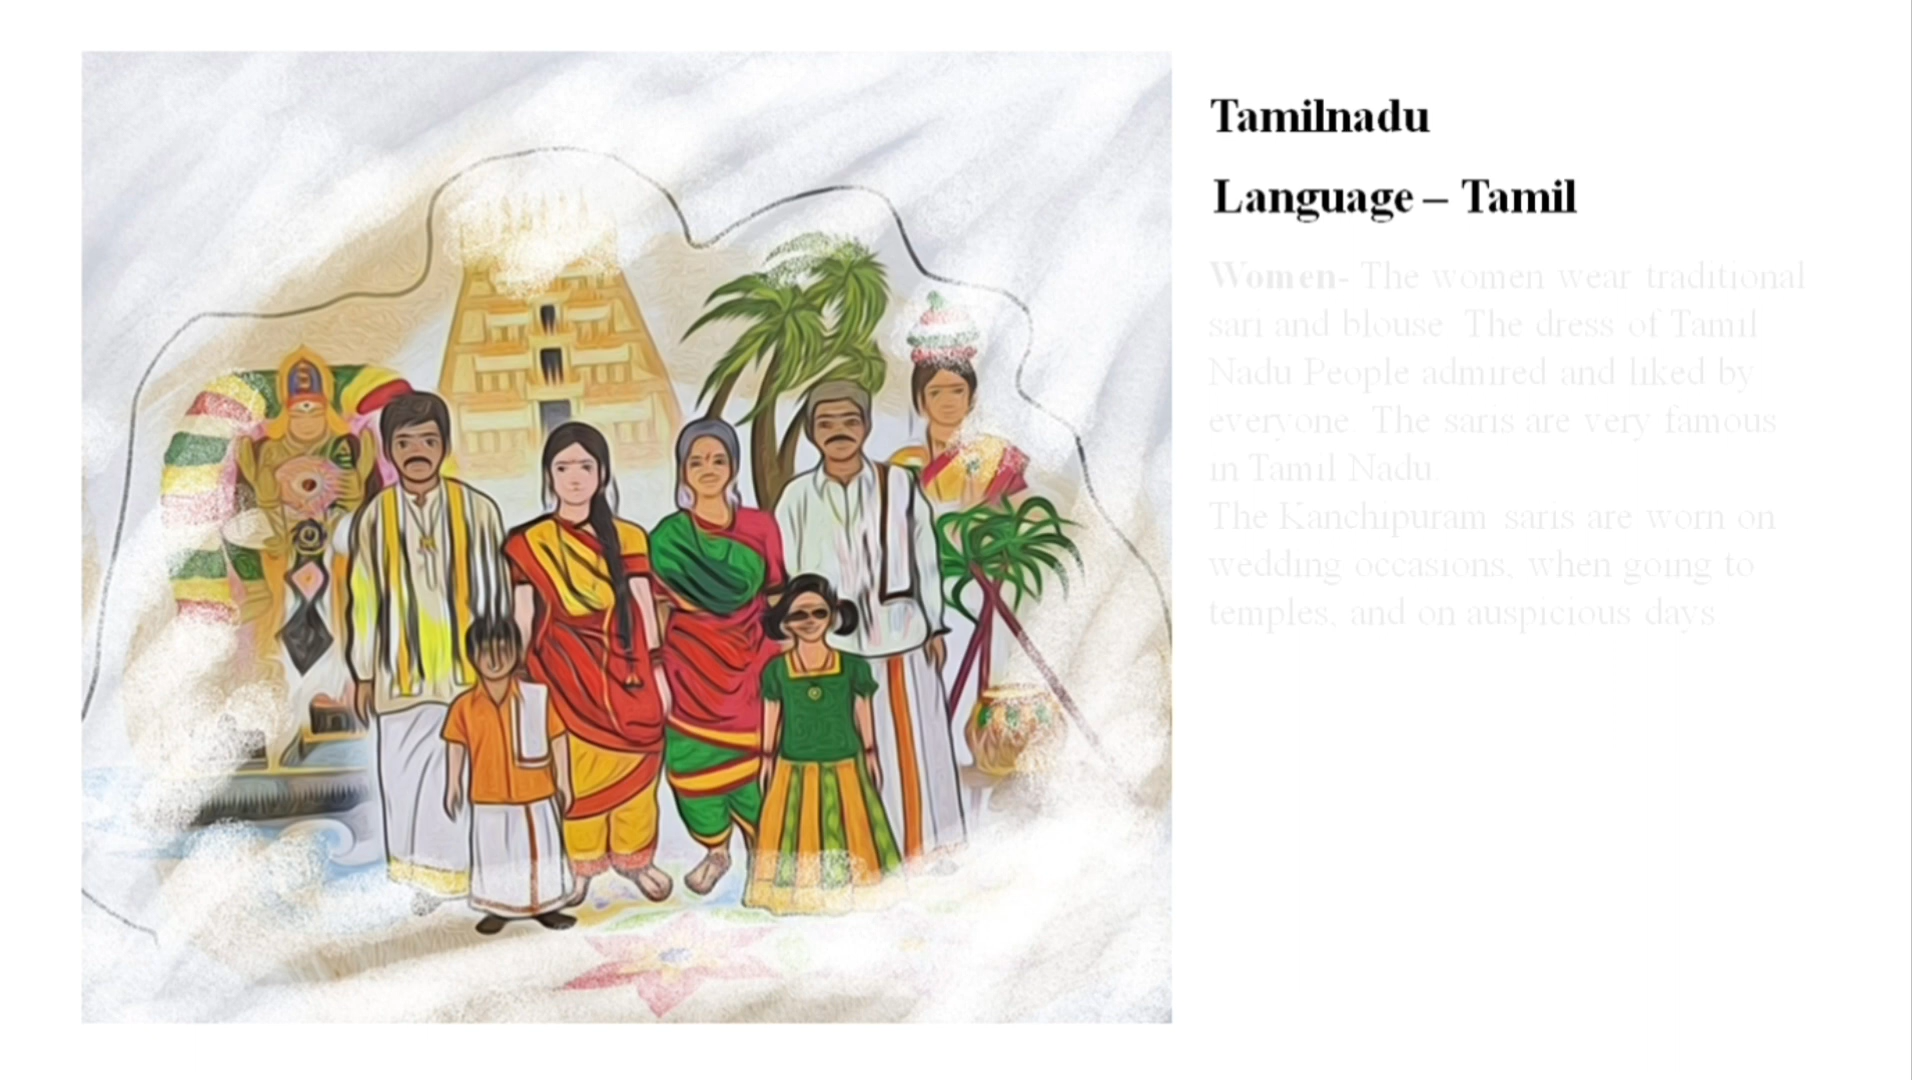 Tamilnadu
Language – Tamil
Women- The women wear traditional
sari and blouse. The dress of Tamil
Nadu People admired and liked by
everyone. The saris are very famous
in Tamil Nadu.
The Kanchipuram saris are worn on
wedding occasions, when going to
temples, and on auspicious days